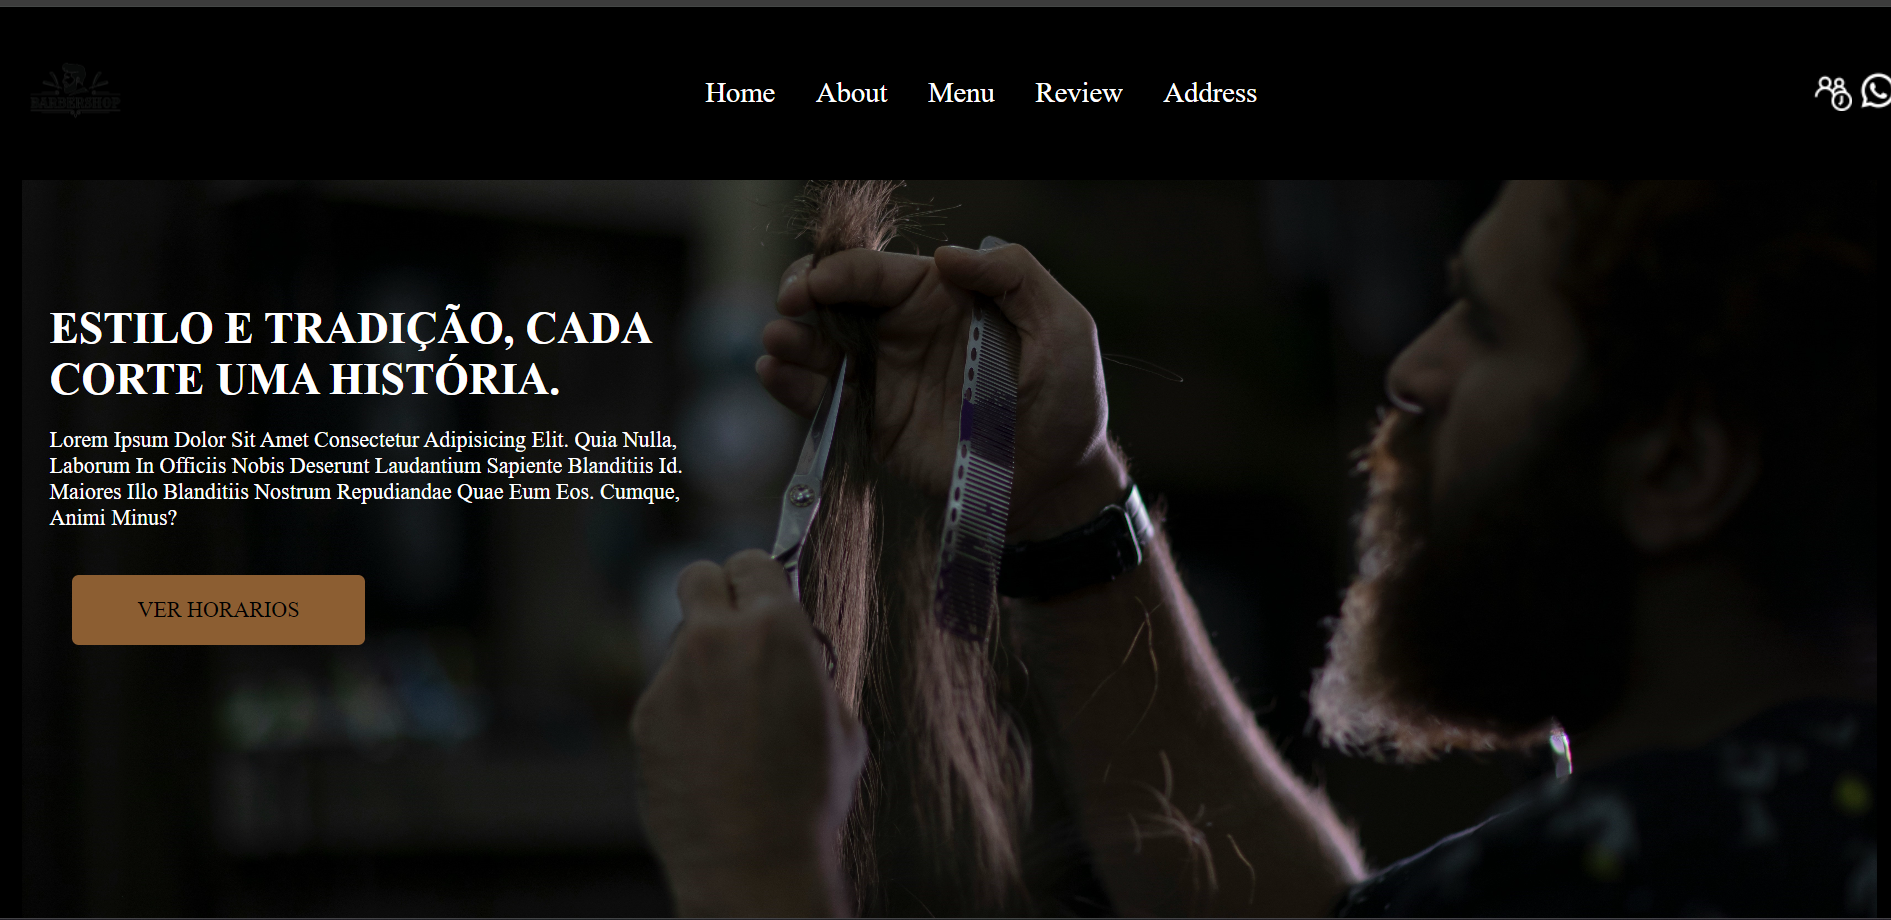 BARBERSHOP
Home About Menu Review Address
ESTILO E TRADIÇÃO, CADA
CORTE UMA HISTÓRIA.
Lorem Ipsum Dolor Sit Amet Consectetur Adipisicing Elit. Quia Nulla,
Laborum In Officiis Nobis Deserunt Laudantium Sapiente Blanditiis Id.
Maiores Illo Blanditiis Nostrum Repudiandae Quae Eum Eos. Cumque,
Animi Minus?
VER HORARIOS